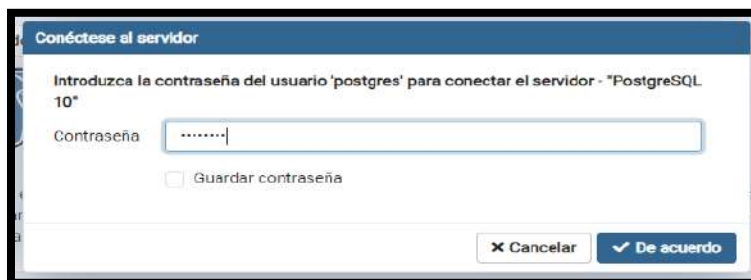 Conéctese al servidor
Introduzca la contraseña del usuario 'postgres' para conectar el servidor - "PostgreSQL
10"
Contraseña ········
Guardar contraseña
Cancelar De acuerdo